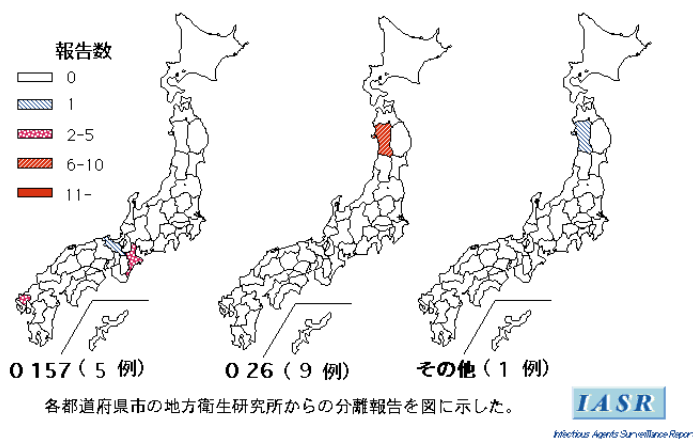 報告数
0
1
2-5
6-10
11-
O157(5 例)
O26(9 例)
その他(1 例)
各都道府県市の地方衛生研究所からの分離報告を図に示した。
IASR
Infectious Agents Surveillance Report